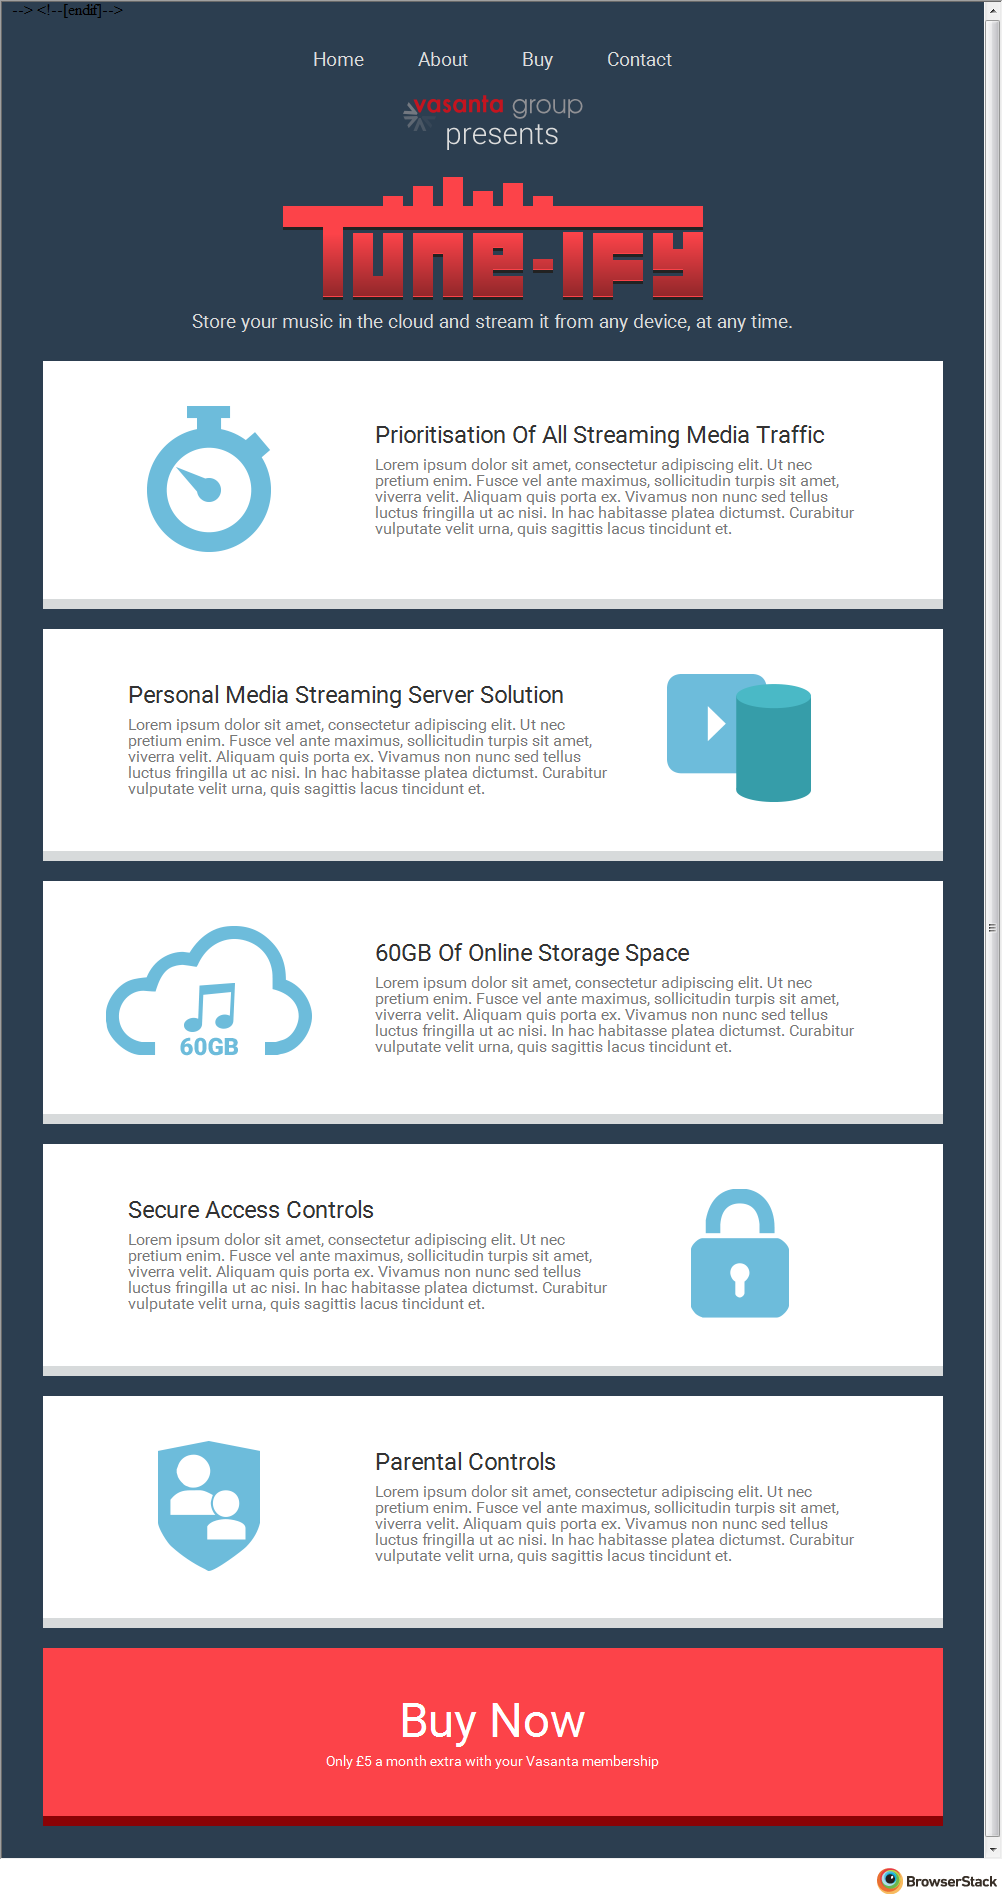 --> <!--[endif]-->
Home About Buy Contact
vasanta group
presents
Tune-ify
Store your music in the cloud and stream it from any device, at any time.
Prioritisation Of All Streaming Media Traffic
Lorem ipsum dolor sit amet, consectetur adipiscing elit. Ut nec
pretium enim. Fusce vel ante maximus, sollicitudin turpis sit amet,
viverra velit. Aliquam quis porta ex. Vivamus non nunc sed tellus
luctus fringilla ut ac nisi. In hac habitasse platea dictumst. Curabitur
vulputate velit urna, quis sagittis lacus tincidunt et.
Personal Media Streaming Server Solution
Lorem ipsum dolor sit amet, consectetur adipiscing elit. Ut nec
pretium enim. Fusce vel ante maximus, sollicitudin turpis sit amet,
viverra velit. Aliquam quis porta ex. Vivamus non nunc sed tellus
luctus fringilla ut ac nisi. In hac habitasse platea dictumst. Curabitur
vulputate velit urna, quis sagittis lacus tincidunt et.
60GB
60GB Of Online Storage Space
Lorem ipsum dolor sit amet, consectetur adipiscing elit. Ut nec
pretium enim. Fusce vel ante maximus, sollicitudin turpis sit amet,
viverra velit. Aliquam quis porta ex. Vivamus non nunc sed tellus
luctus fringilla ut ac nisi. In hac habitasse platea dictumst. Curabitur
vulputate velit urna, quis sagittis lacus tincidunt et.
Secure Access Controls
Lorem ipsum dolor sit amet, consectetur adipiscing elit. Ut nec
pretium enim. Fusce vel ante maximus, sollicitudin turpis sit amet,
viverra velit. Aliquam quis porta ex. Vivamus non nunc sed tellus
luctus fringilla ut ac nisi. In hac habitasse platea dictumst. Curabitur
vulputate velit urna, quis sagittis lacus tincidunt et.
Parental Controls
Lorem ipsum dolor sit amet, consectetur adipiscing elit. Ut nec
pretium enim. Fusce vel ante maximus, sollicitudin turpis sit amet,
viverra velit. Aliquam quis porta ex. Vivamus non nunc sed tellus
luctus fringilla ut ac nisi. In hac habitasse platea dictumst. Curabitur
vulputate velit urna, quis sagittis lacus tincidunt et.
Buy Now
Only £5 a month extra with your Vasanta membership
BrowserStack